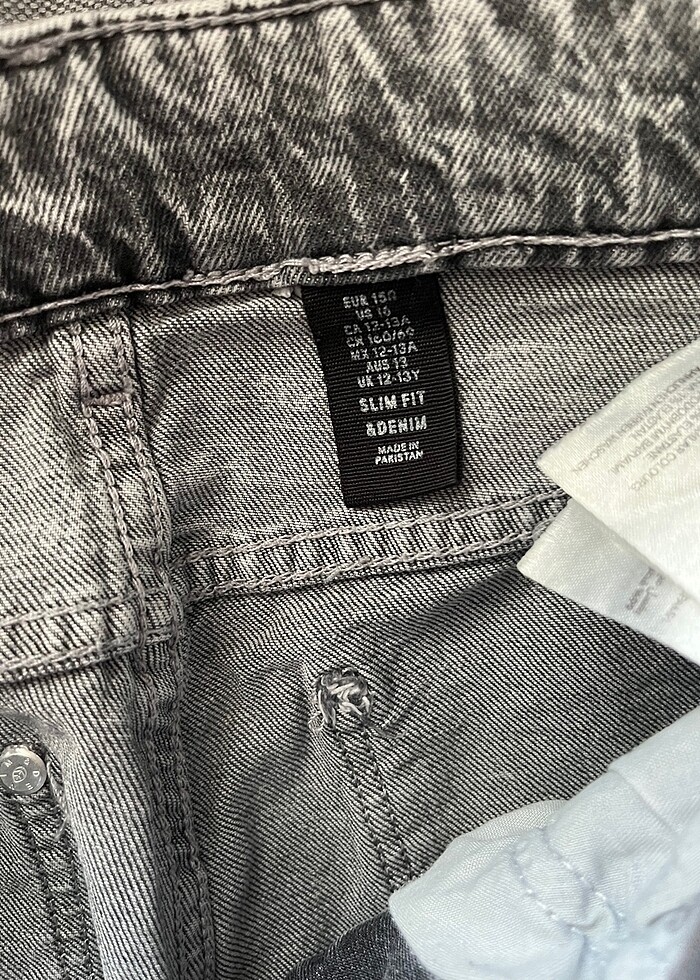 EUR 158
US 16
CA 12-13A
CN 160/66
MX 12-13A
AUS 13
UK 12-13Y
SLIM FIT
&DENIM
MADE IN
PAKISTAN
COLOURS